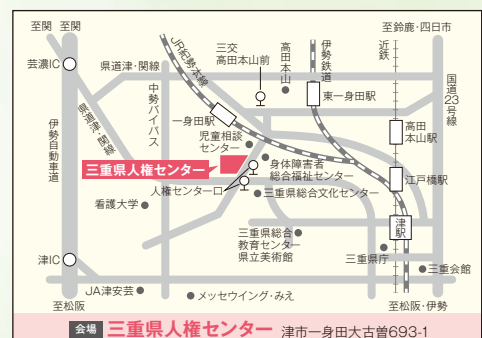 至関
至関
至鈴鹿・四日市
芸濃IC
県道津・関線
県道津・関線
伊勢自動車道
中勢バイパス
JR紀勢本線
三交
高田本山前
高田本山
伊勢鉄道
近鉄
国道23号線
東一身田駅
一身田駅
児童相談
センター
高田
本山駅
三重県人権センター
身体障害者
総合福祉センター
江戸橋駅
人権センター口
三重県総合文化センター
看護大学
津駅
三重県総合
教育センター
県立美術館
三重県庁
三重会館
津IC
JA津安芸
メッセウイング・みえ
至松阪
至松阪・伊勢
会場 三重県人権センター 津市一身田大古曽693-1